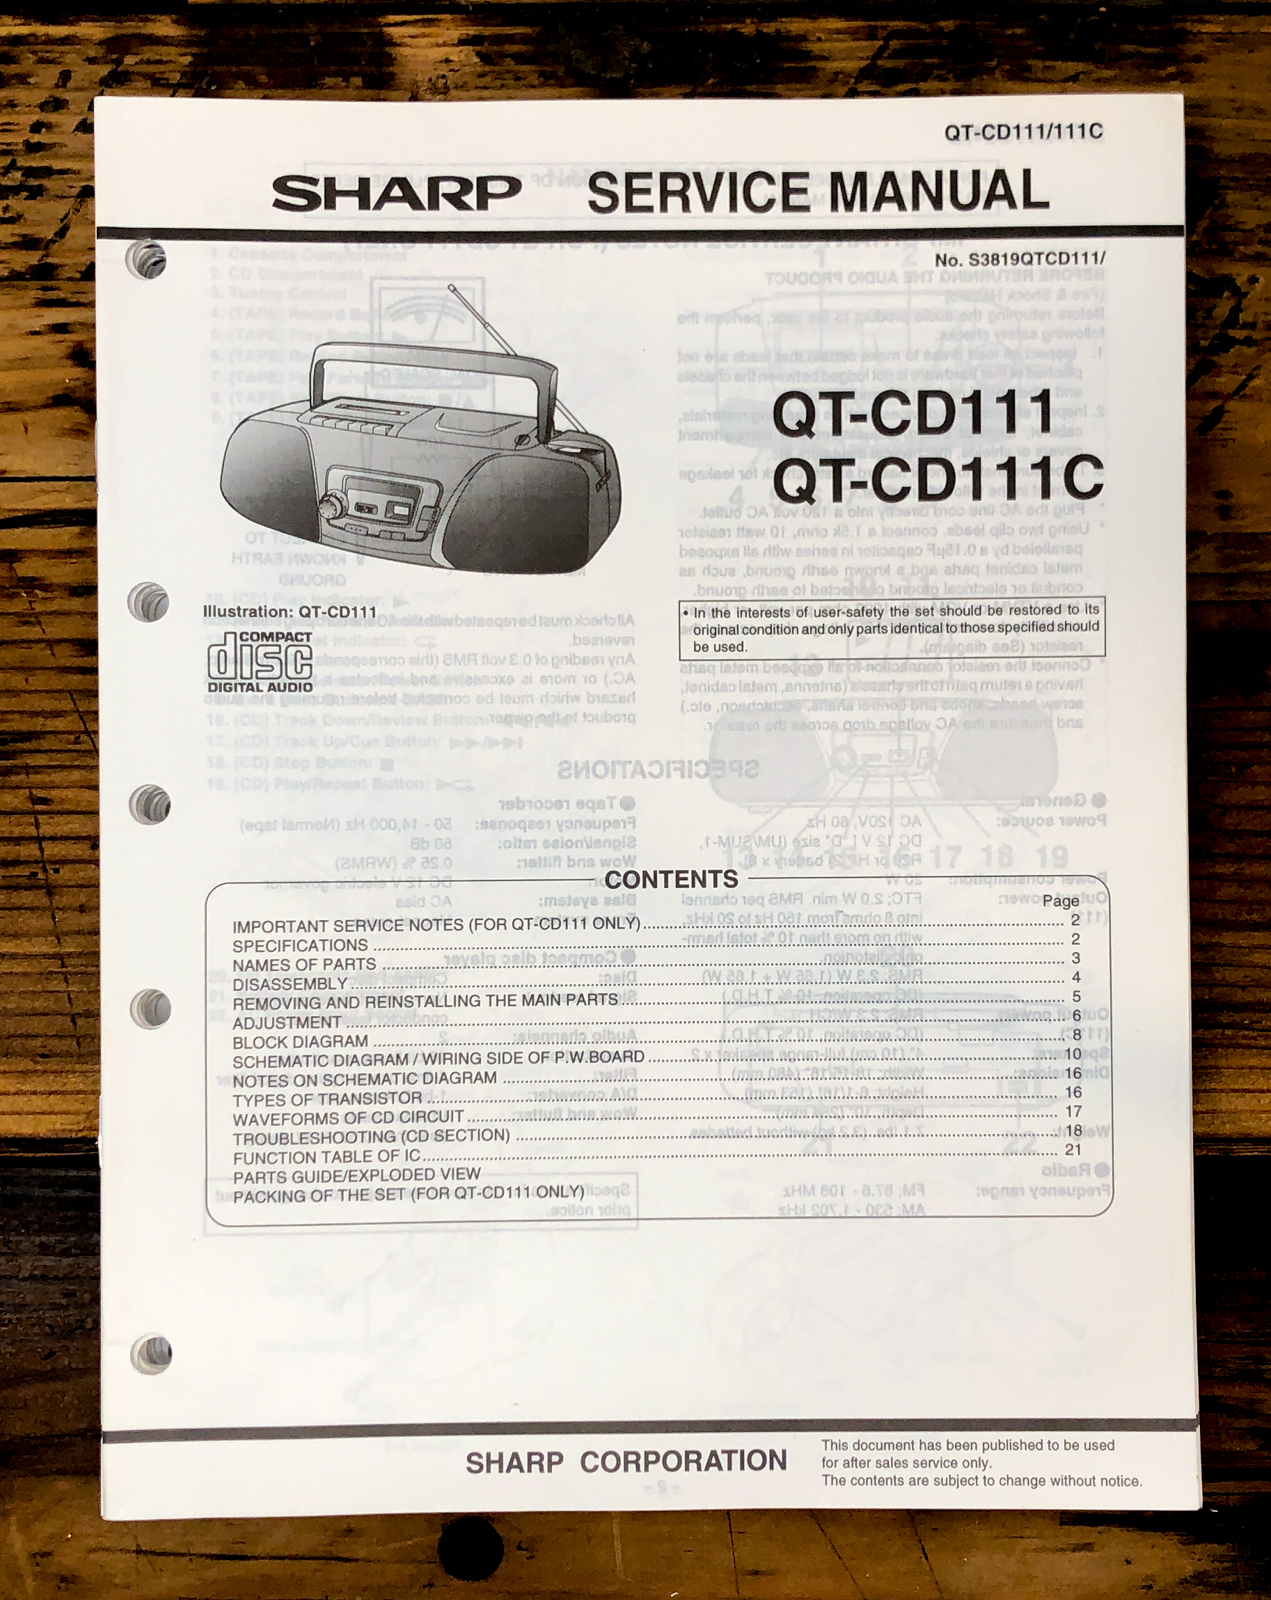 QT-CD111/111C
SHARP SERVICE MANUAL
No. S3819QTCD111/
QT-CD111
QT-CD111C
Illustration: QT-CD111
COMPACT
disc
DIGITAL AUDIO
• In the interests of user-safety the set should be restored to its
original condition and only parts identical to those specified should
be used.
CONTENTS
Page
IMPORTANT SERVICE NOTES (FOR QT-CD111 ONLY) 2
SPECIFICATIONS 2
NAMES OF PARTS 3
DISASSEMBLY 4
REMOVING AND REINSTALLING THE MAIN PARTS 5
ADJUSTMENT 6
BLOCK DIAGRAM 8
SCHEMATIC DIAGRAM / WIRING SIDE OF P.W.BOARD 10
NOTES ON SCHEMATIC DIAGRAM 16
TYPES OF TRANSISTOR 16
WAVEFORMS OF CD CIRCUIT 17
TROUBLESHOOTING (CD SECTION) 18
FUNCTION TABLE OF IC 21
PARTS GUIDE/EXPLODED VIEW
PACKING OF THE SET (FOR QT-CD111 ONLY)
SHARP CORPORATION
This document has been published to be used
for after sales service only.
The contents are subject to change without notice.